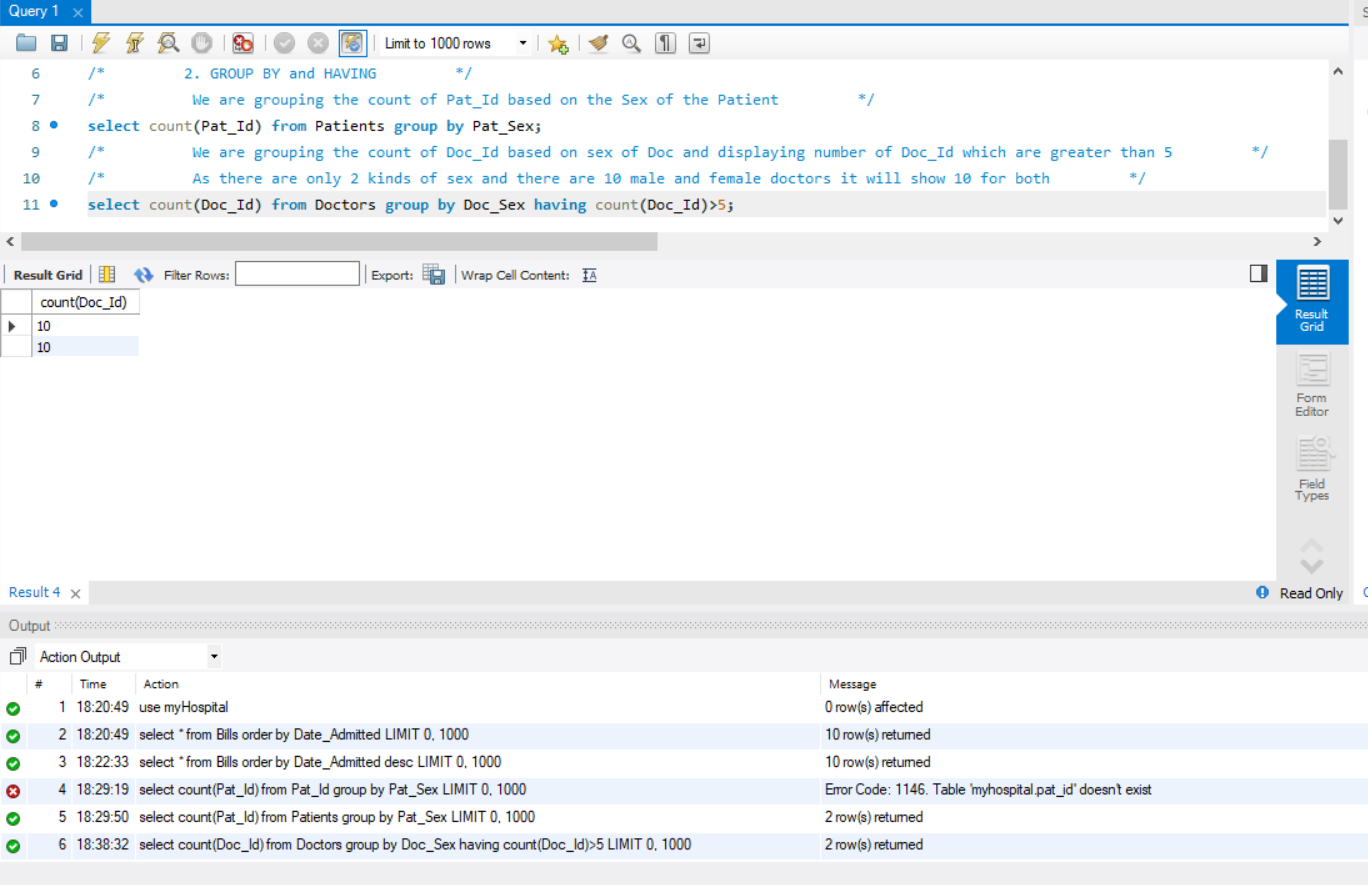 Query 1
Limit to 1000 rows
6 /* 2. GROUP BY and HAVING */
7 /* We are grouping the count of Pat_Id based on the Sex of the Patient */
8 select count(Pat_Id) from Patients group by Pat_Sex;
9 /* We are grouping the count of Doc_Id based on sex of Doc and displaying number of Doc_Id which are greater than 5 */
10 /* As there are only 2 kinds of sex and there are 10 male and female doctors it will show 10 for both */
11 select count(Doc_Id) from Doctors group by Doc_Sex having count(Doc_Id)>5;
Result Grid Filter Rows: Export: Wrap Cell Content: IA
count(Doc_Id)
10
10
Result
Grid
Form
Editor
Field
Types
Result 4 Read Only
Output
Action Output
# Time Action Message
1 18:20:49 use myHospital 0 row(s) affected
2 18:20:49 select * from Bills order by Date_Admitted LIMIT 0, 1000 10 row(s) returned
3 18:22:33 select * from Bills order by Date_Admitted desc LIMIT 0, 1000 10 row(s) returned
4 18:29:19 select count(Pat_Id) from Pat_Id group by Pat_Sex LIMIT 0, 1000 Error Code: 1146. Table 'myhospital.pat_id' doesn't exist
5 18:29:50 select count(Pat_Id) from Patients group by Pat_Sex LIMIT 0, 1000 2 row(s) returned
6 18:38:32 select count(Doc_Id) from Doctors group by Doc_Sex having count(Doc_Id)>5 LIMIT 0, 1000 2 row(s) returned